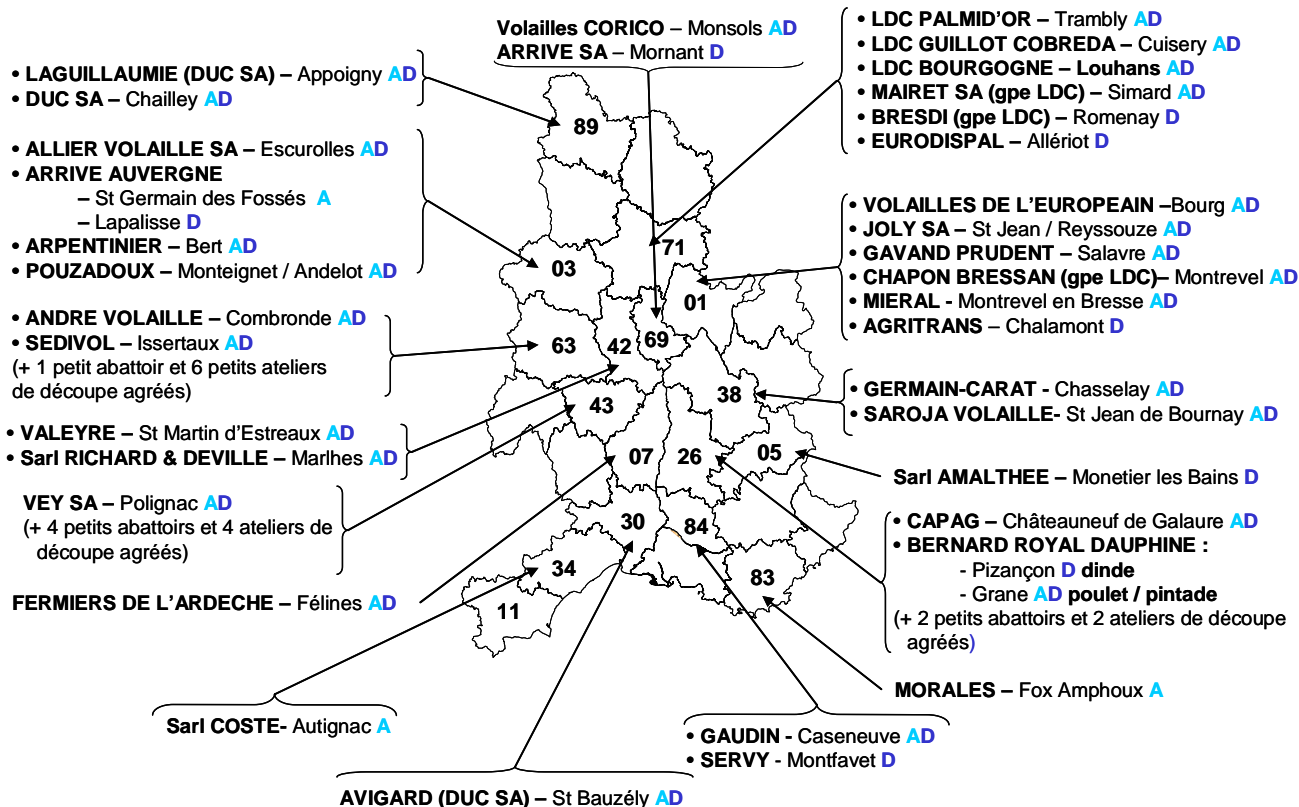 Volailles CORICO – Monsols AD
ARRIVE SA – Mornant D
• LDC PALMID'OR – Trambly AD
• LDC GUILLOT COBREDA – Cuisery AD
• LDC BOURGOGNE – Louhans AD
• MAIRET SA (gpe LDC) – Simard AD
• BRESDI (gpe LDC) – Romenay D
• EURODISPAL – Allériot D
• LAGUILLAUMIE (DUC SA) – Appoigny AD
• DUC SA – Chailley AD
• ALLIER VOLAILLE SA – Escurolles AD
• ARRIVE AUVERGNE
– St Germain des Fossés A
– Lapalisse D
• ARPENTINIER – Bert AD
• POUZADOUX – Monteignet / Andelot AD
• VOLAILLES DE L'EUROPEAIN –Bourg AD
• JOLY SA – St Jean / Reyssouze AD
• GAVAND PRUDENT – Salavre AD
• CHAPON BRESSAN (gpe LDC)– Montrevel AD
• MIERAL - Montrevel en Bresse AD
• AGRITRANS – Chalamont D
• ANDRE VOLAILLE – Combronde AD
• SEDIVOL – Issertaux AD
(+ 1 petit abattoir et 6 petits ateliers
de découpe agréés)
• GERMAIN-CARAT - Chasselay AD
• SAROJA VOLAILLE- St Jean de Bournay AD
• VALEYRE – St Martin d'Estreaux AD
• Sarl RICHARD & DEVILLE – Marlhes AD
Sarl AMALTHEE – Monetier les Bains D
VEY SA – Polignac AD
(+ 4 petits abattoirs et 4 ateliers de
découpe agréés)
• CAPAG – Châteauneuf de Galaure AD
• BERNARD ROYAL DAUPHINE :
- Pizançon D dinde
- Grane AD poulet / pintade
(+ 2 petits abattoirs et 2 ateliers de découpe
agréés)
FERMIERS DE L'ARDECHE – Félines AD
MORALES – Fox Amphoux A
Sarl COSTE- Autignac A
• GAUDIN - Caseneuve AD
• SERVY - Montfavet D
AVIGARD (DUC SA) – St Bauzély AD
89
71
03
01
63
42
69
38
43
07
26
05
30
84
34
83
11